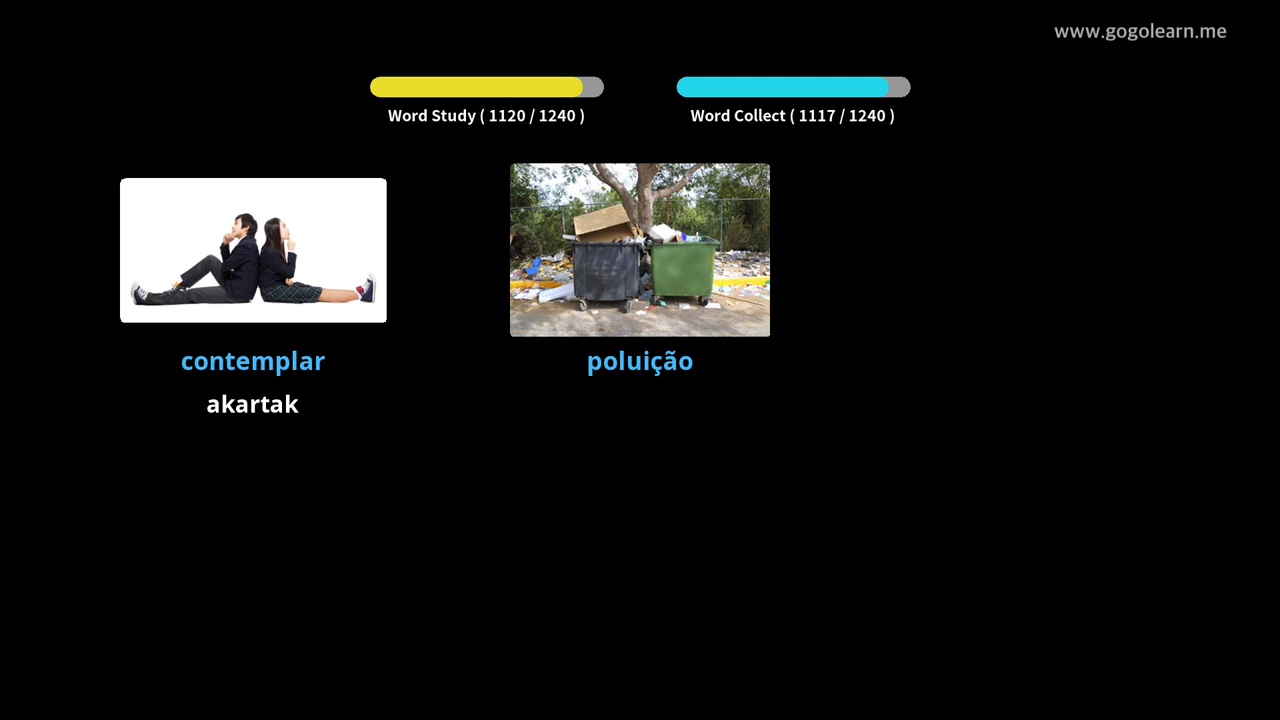 www.gogolearn.me
Word Study ( 1120 / 1240 )
Word Collect ( 1117 / 1240 )
contemplar
akartak
poluição